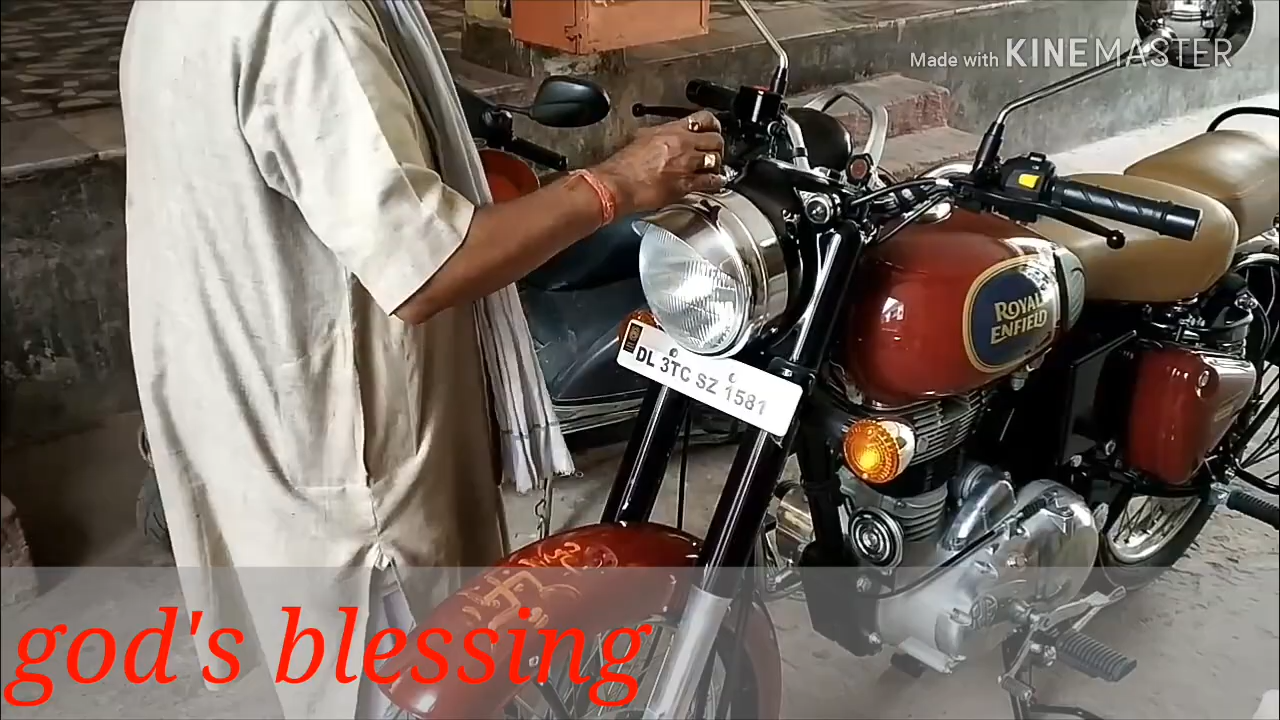 Made with KINEMASTER
ROYAL
ENFIELD
DL 3TC SZ 1581
god's blessing